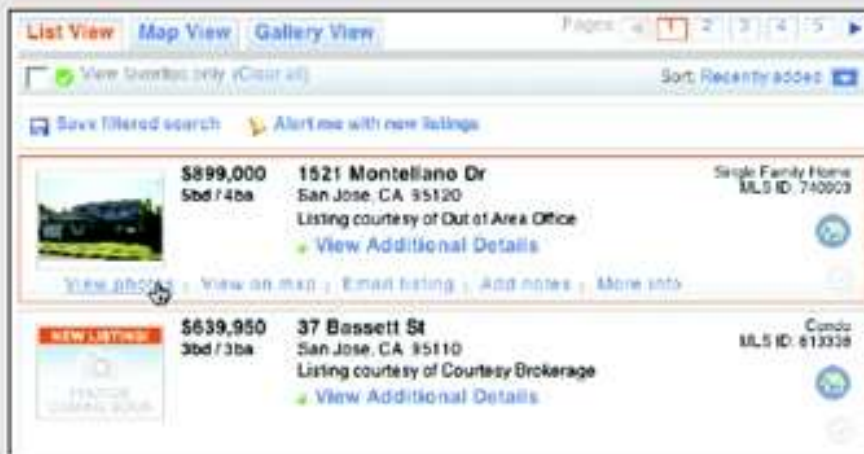 List View Map View Gallery View Pages 1 2 3 4 5
View favorites only (Clear all) Sort: Recently added
Save filtered search Alert me with new listings
$899,000 1521 Montellano Dr Single Family Home
5bd / 4ba San Jose, CA 95120 MLS ID:
Listing courtesy of Out of Area Office
View Additional Details
View photos View on map Email listing Add notes More info
NEW LISTING! $639,950 37 Bassett St Condo
3bd / 3ba San Jose, CA 95110 MLS ID:
Listing courtesy of Courtesy Brokerage
PHOTOS
COMING SOON
View Additional Details